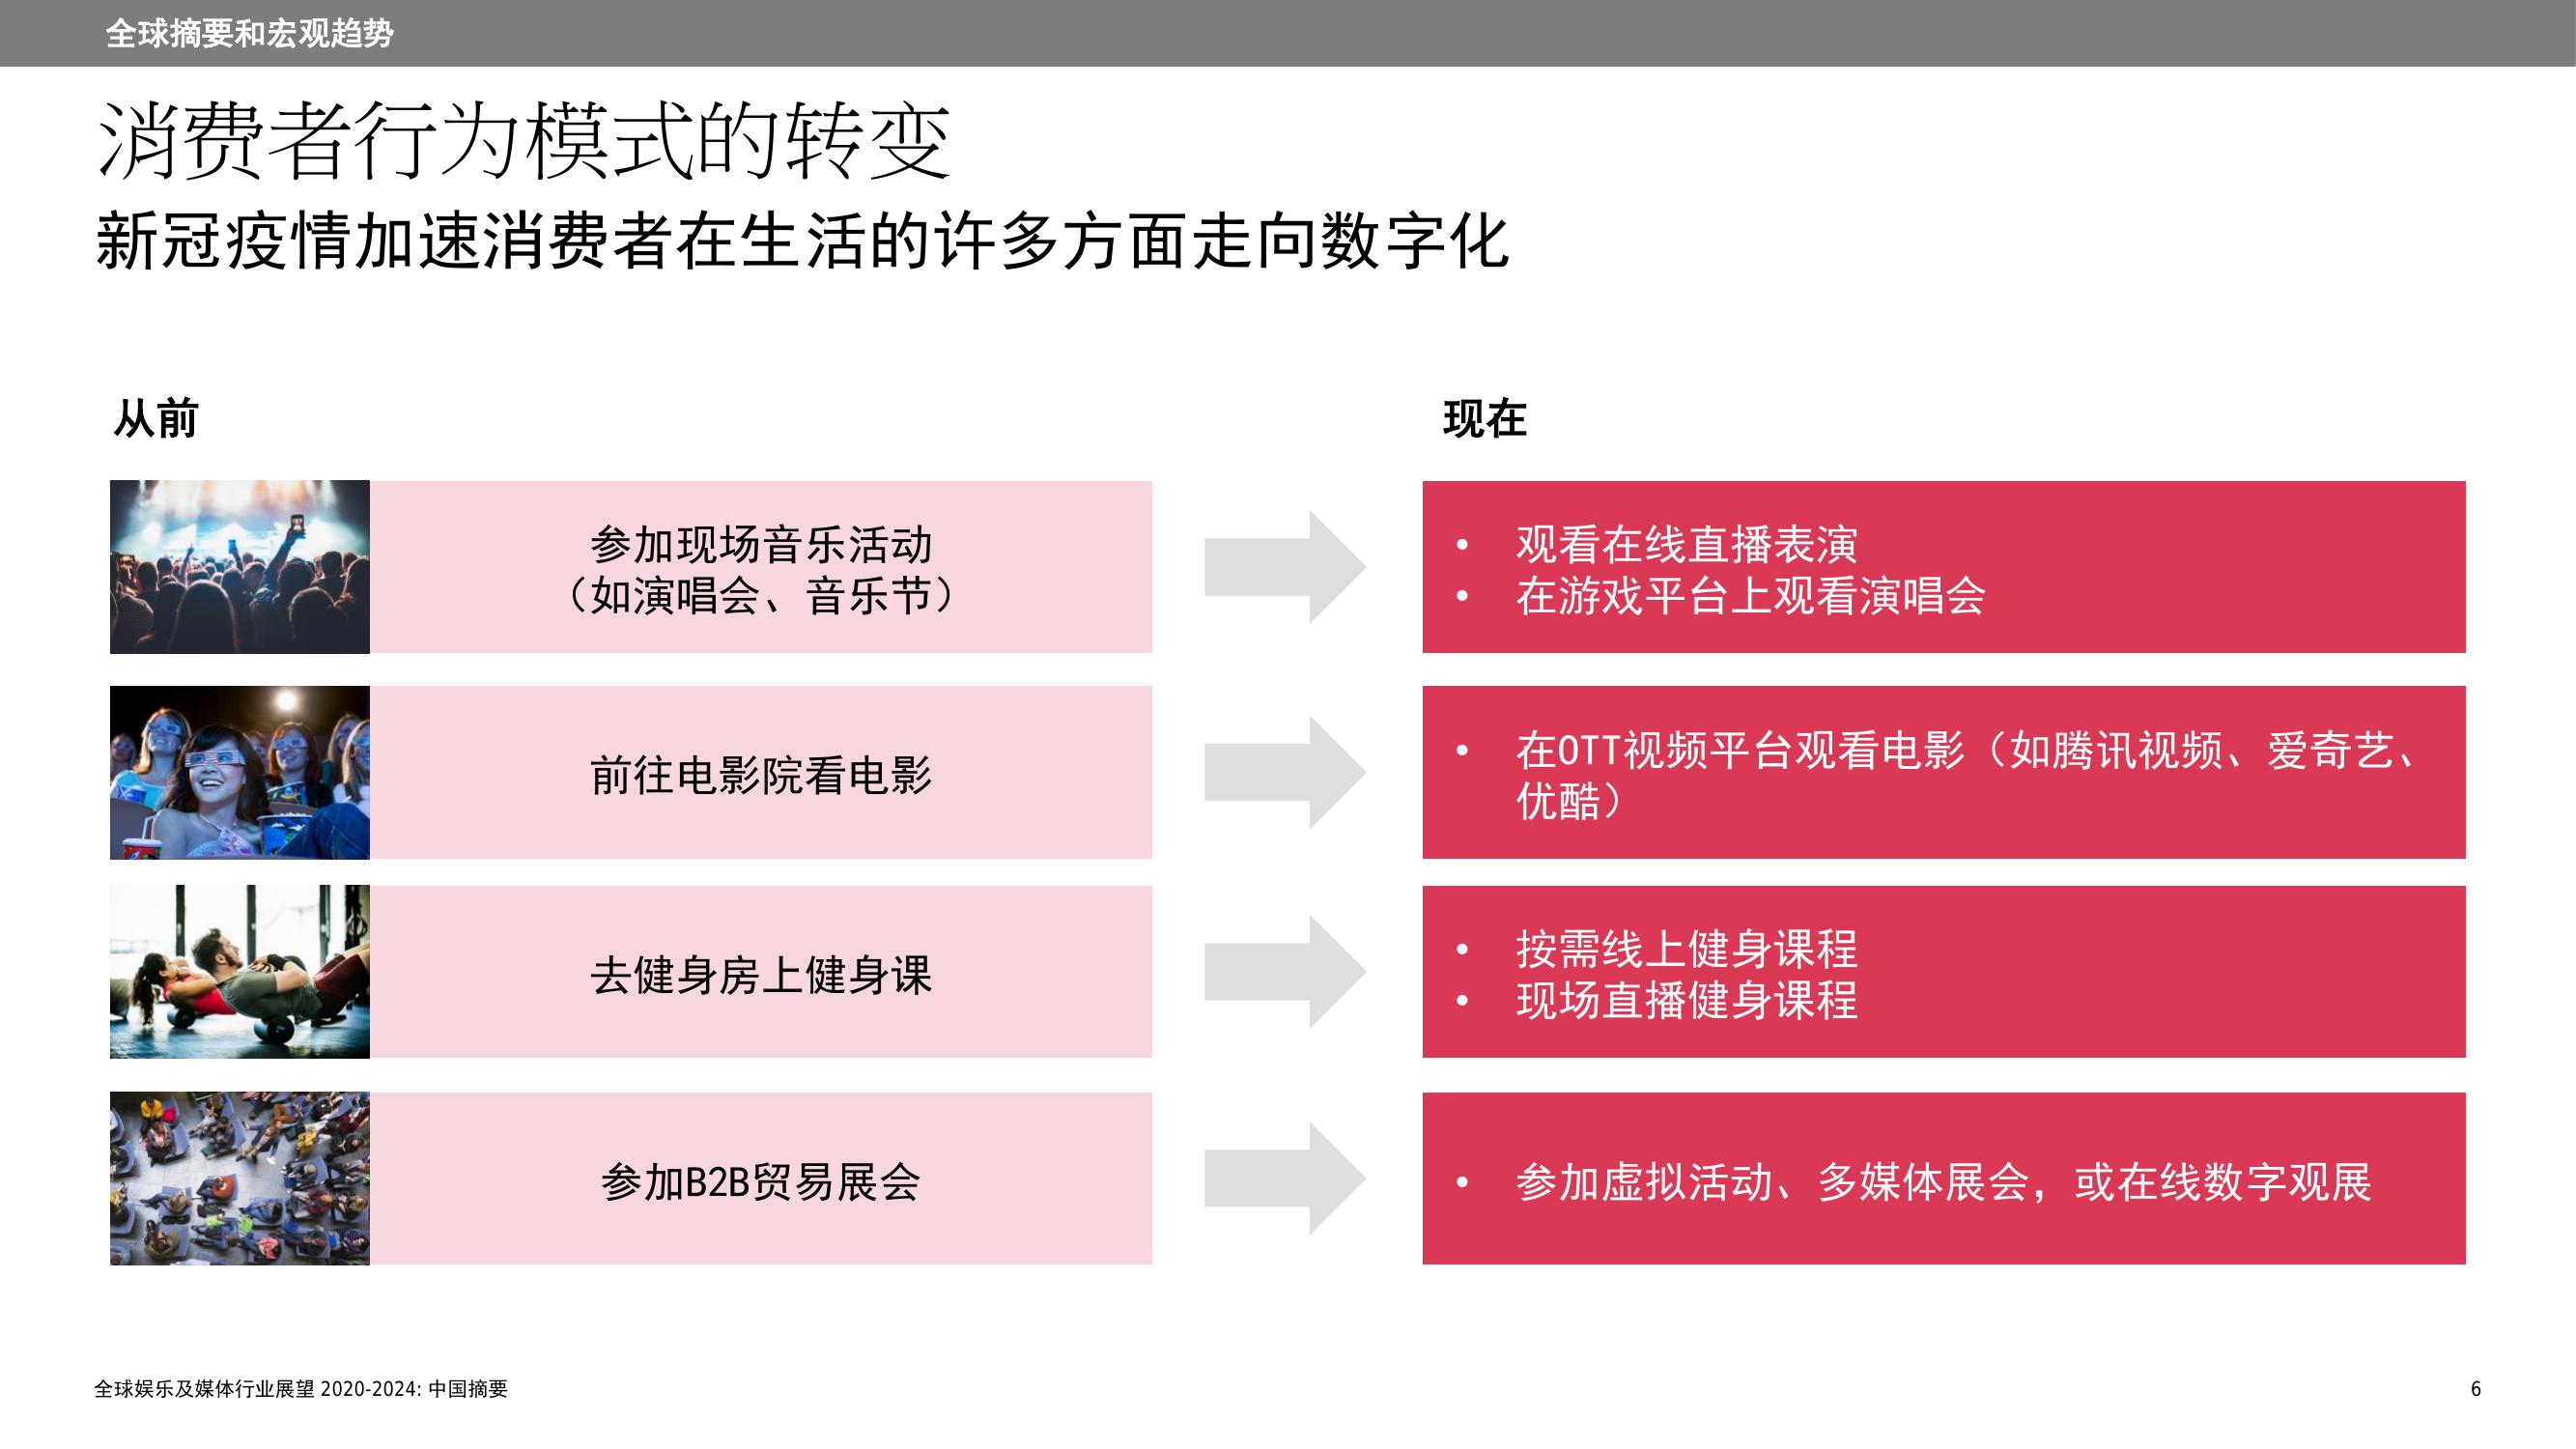 全球摘要和宏观趋势
消费者行为模式的转变
新冠疫情加速消费者在生活的许多方面走向数字化
从前
现在
参加现场音乐活动
（如演唱会、音乐节）
• 观看在线直播表演
• 在游戏平台上观看演唱会
前往电影院看电影
• 在OTT视频平台观看电影（如腾讯视频、爱奇艺、
优酷）
去健身房上健身课
• 按需线上健身课程
• 现场直播健身课程
参加B2B贸易展会
• 参加虚拟活动、多媒体展会，或在线数字观展
全球娱乐及媒体行业展望 2020-2024: 中国摘要
6